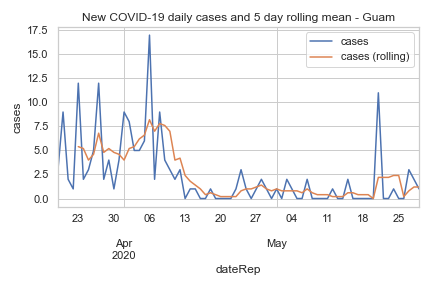 New COVID-19 daily cases and 5 day rolling mean - Guam
cases
cases (rolling)
17.5
15.0
12.5
10.0
7.5
5.0
2.5
0.0
cases
23 30 06 13 20 27 04 11 18 25
Apr May
2020
dateRep